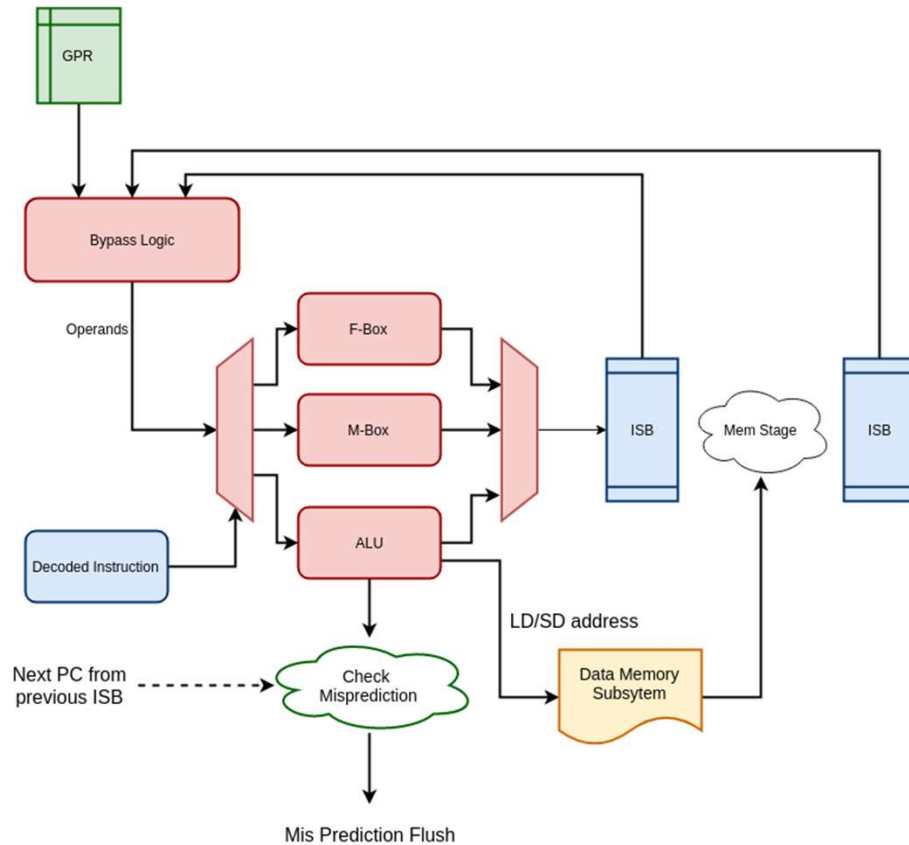 GPR
Bypass Logic
Operands
F-Box
M-Box
ISB
Mem Stage
ISB
ALU
Decoded Instruction
LD/SD address
Next PC from
previous ISB
Check
Misprediction
Data Memory
Subsytem
Mis Prediction Flush